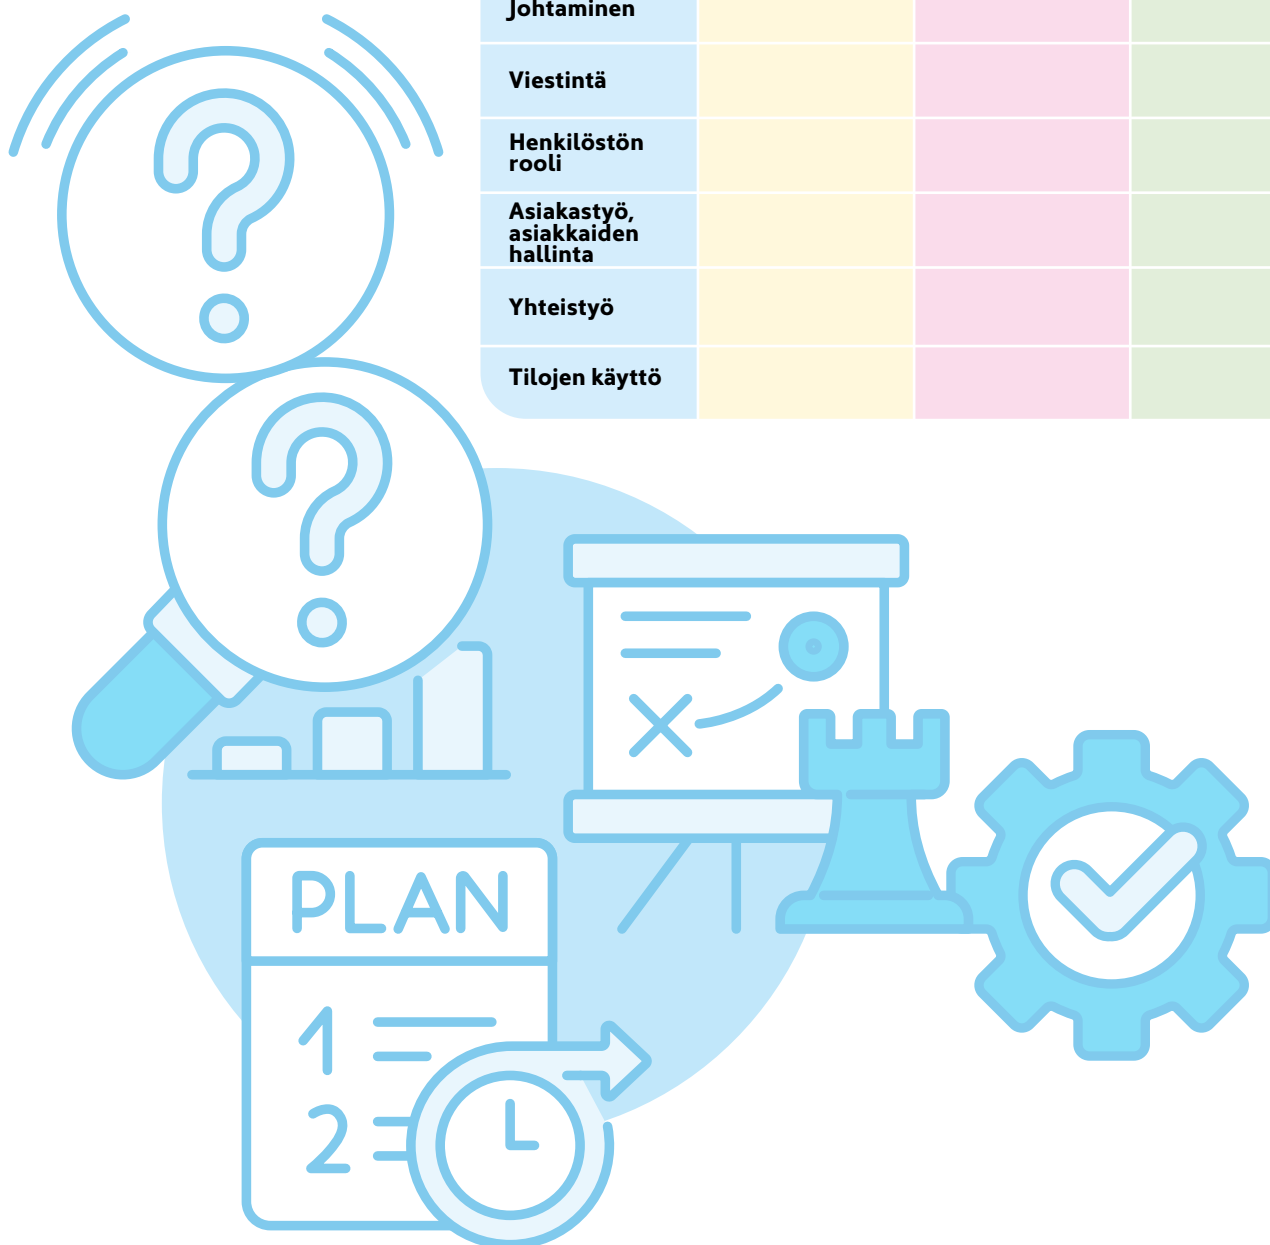 Johtaminen
Viestintä
Henkilöstön
rooli
Asiakastyö,
asiakkaiden
hallinta
Yhteistyö
Tilojen käyttö
?
?
PLAN
1
2